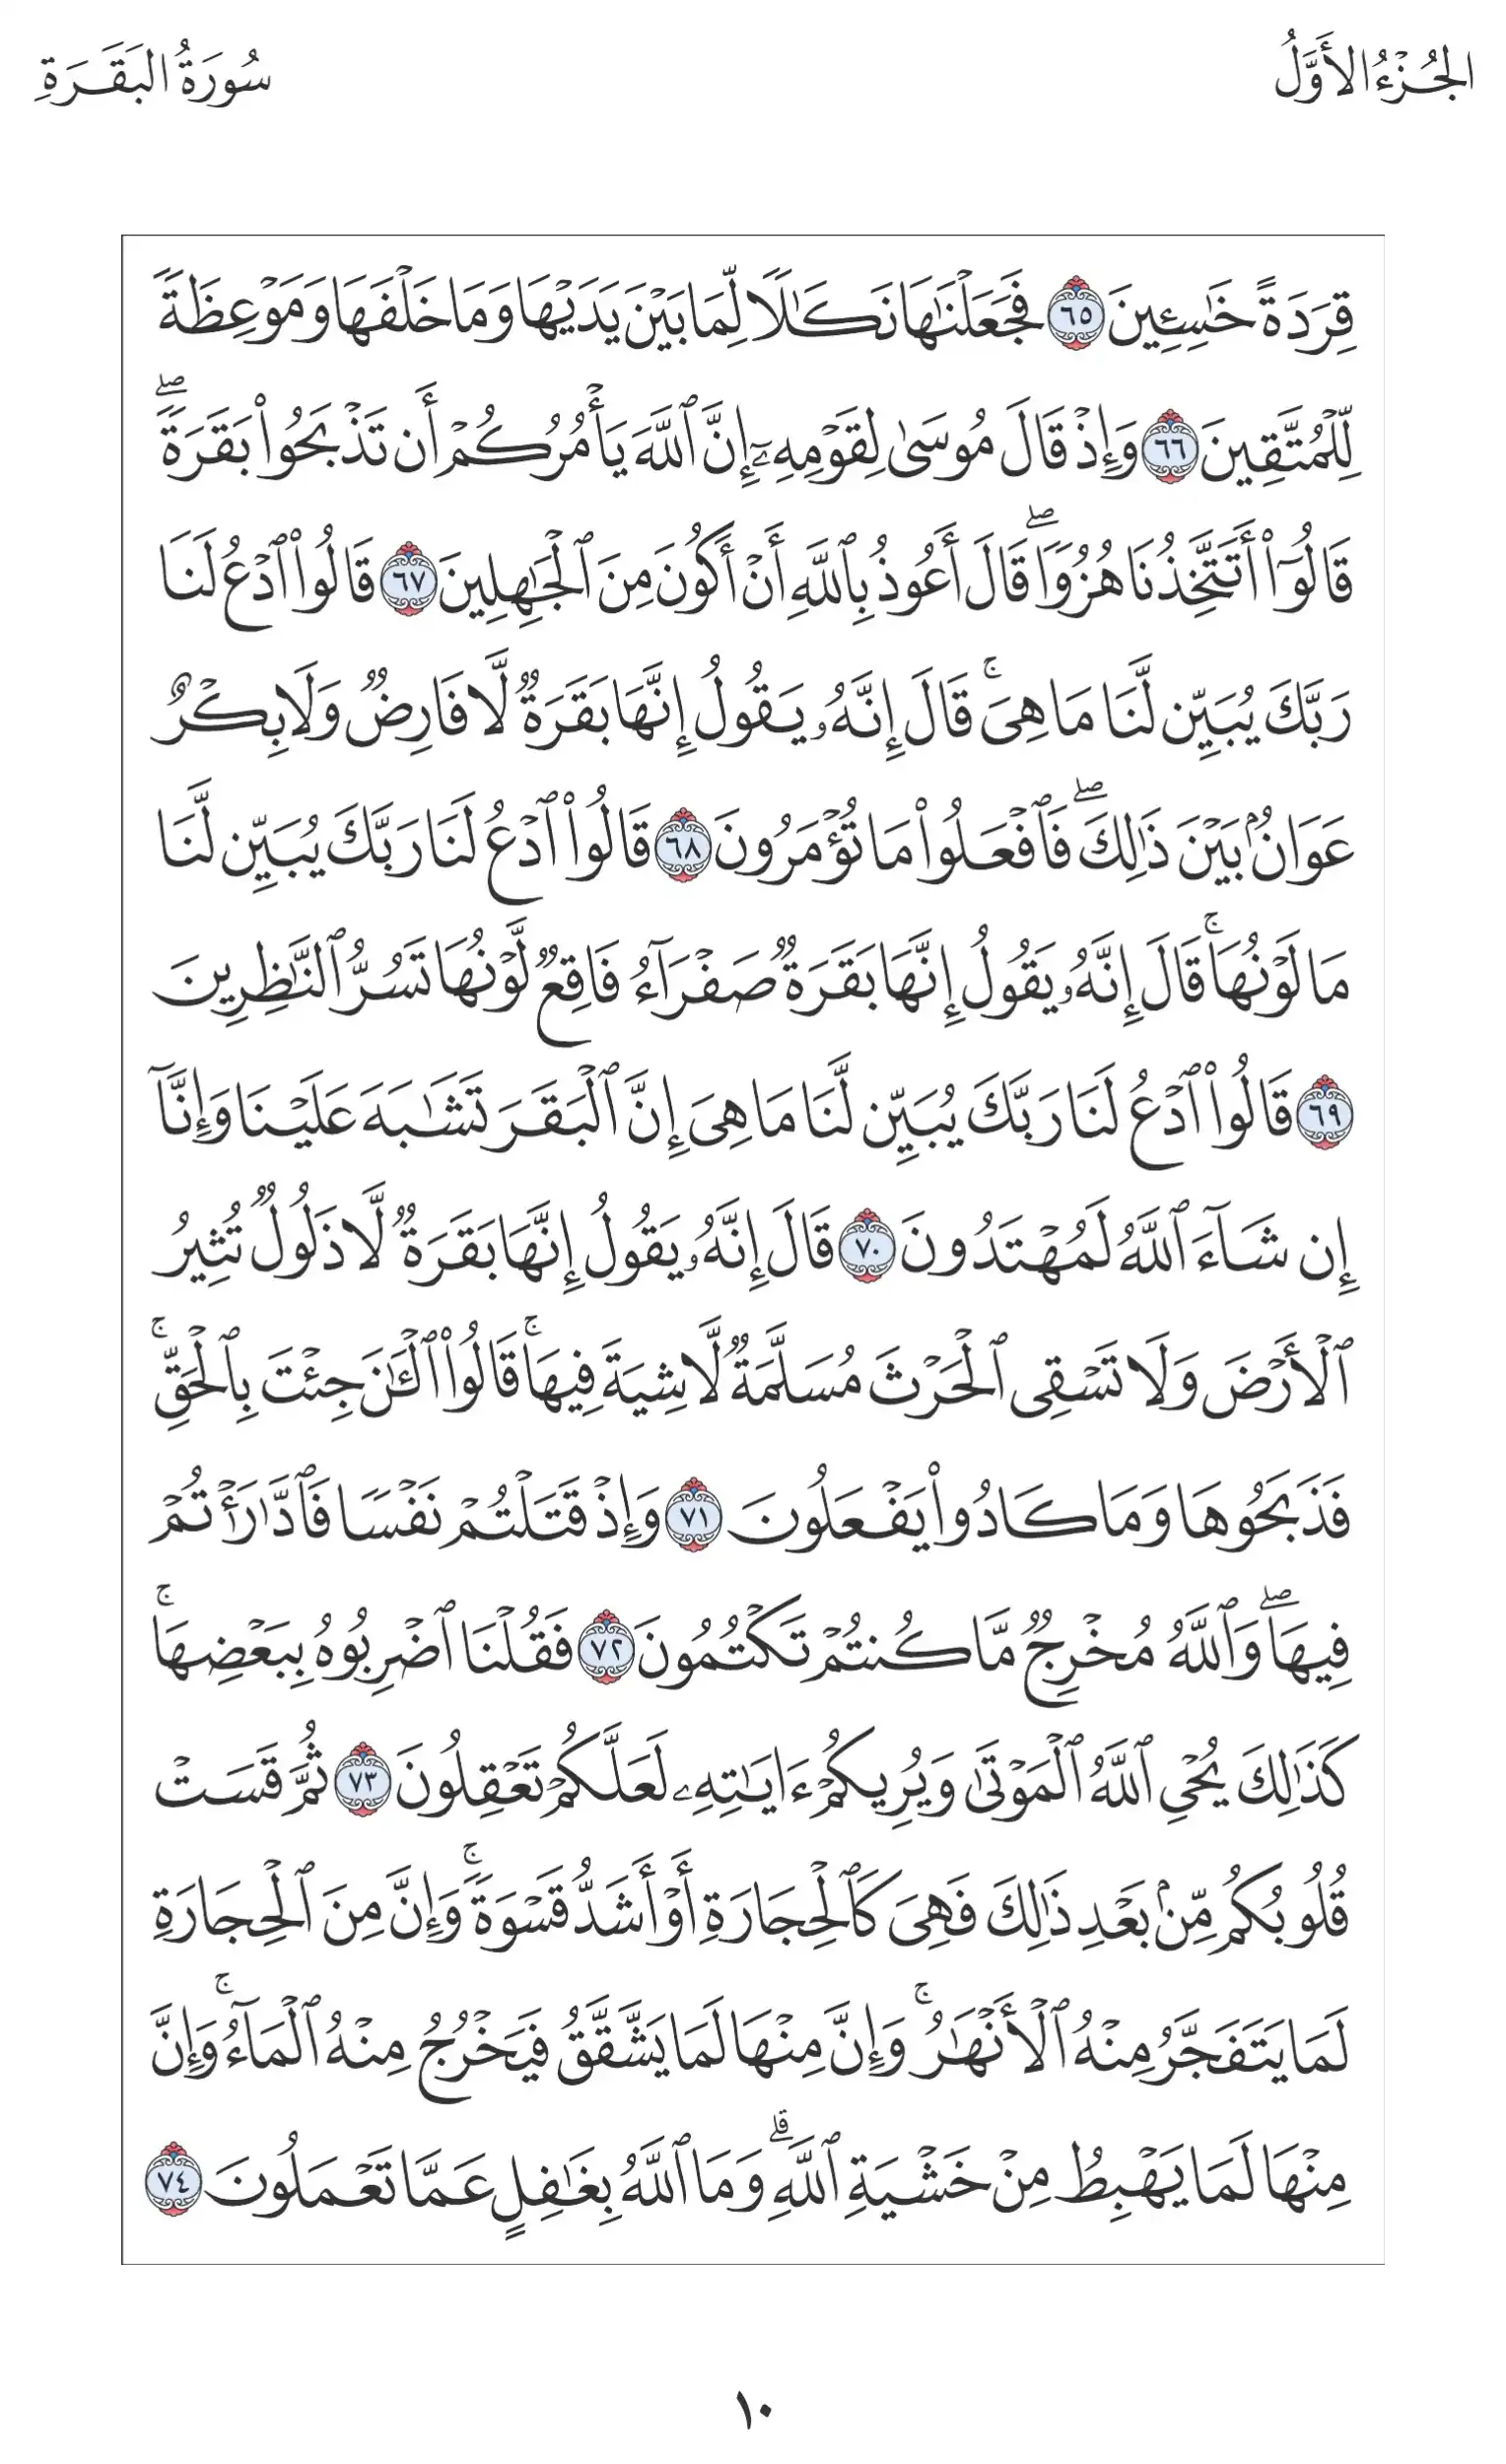 الجُزْءُ الأَوَّلُ
سُورَةُ البَقَرَةِ
قِرَدَةً خَـٰسِـِٔينَ ٦٥ فَجَعَلْنَـٰهَا نَكَـٰلًا لِّمَا بَيْنَ يَدَيْهَا وَمَا خَلْفَهَا وَمَوْعِظَةً
لِّلْمُتَّقِينَ ٦٦ وَإِذْ قَالَ مُوسَىٰ لِقَوْمِهِۦٓ إِنَّ ٱللَّهَ يَأْمُرُكُمْ أَن تَذْبَحُوا۟ بَقَرَةً ۖ
قَالُوٓا۟ أَتَتَّخِذُنَا هُزُوًا ۖ قَالَ أَعُوذُ بِٱللَّهِ أَنْ أَكُونَ مِنَ ٱلْجَـٰهِلِينَ ٦٧ قَالُوا۟ ٱدْعُ لَنَا
رَبَّكَ يُبَيِّن لَّنَا مَا هِىَ ۚ قَالَ إِنَّهُۥ يَقُولُ إِنَّهَا بَقَرَةٌ لَّا فَارِضٌ وَلَا بِكْرٌ
عَوَانٌۢ بَيْنَ ذَٰلِكَ ۖ فَٱفْعَلُوا۟ مَا تُؤْمَرُونَ ٦٨ قَالُوا۟ ٱدْعُ لَنَا رَبَّكَ يُبَيِّن لَّنَا
مَا لَوْنُهَا ۚ قَالَ إِنَّهُۥ يَقُولُ إِنَّهَا بَقَرَةٌ صَفْرَآءُ فَاقِعٌ لَّوْنُهَا تَسُرُّ ٱلنَّـٰظِرِينَ
٦٩ قَالُوا۟ ٱدْعُ لَنَا رَبَّكَ يُبَيِّن لَّنَا مَا هِىَ إِنَّ ٱلْبَقَرَ تَشَـٰبَهَ عَلَيْنَا وَإِنَّآ
إِن شَآءَ ٱللَّهُ لَمُهْتَدُونَ ٧٠ قَالَ إِنَّهُۥ يَقُولُ إِنَّهَا بَقَرَةٌ لَّا ذَلُولٌ تُثِيرُ
ٱلْأَرْضَ وَلَا تَسْقِى ٱلْحَرْثَ مُسَلَّمَةٌ لَّا شِيَةَ فِيهَا ۚ قَالُوا۟ ٱلْـَٔـٰنَ جِئْتَ بِٱلْحَقِّ ۚ
فَذَبَحُوهَا وَمَا كَادُوا۟ يَفْعَلُونَ ٧١ وَإِذْ قَتَلْتُمْ نَفْسًا فَٱدَّٰرَْٰٔتُمْ
فِيهَا ۖ وَٱللَّهُ مُخْرِجٌ مَّا كُنتُمْ تَكْتُمُونَ ٧٢ فَقُلْنَا ٱضْرِبُوهُ بِبَعْضِهَا ۚ
كَذَٰلِكَ يُحْىِ ٱللَّهُ ٱلْمَوْتَىٰ وَيُرِيكُمْ ءَايَـٰتِهِۦ لَعَلَّكُمْ تَعْقِلُونَ ٧٣ ثُمَّ قَسَتْ
قُلُوبُكُم مِّنۢ بَعْدِ ذَٰلِكَ فَهِىَ كَٱلْحِجَارَةِ أَوْ أَشَدُّ قَسْوَةً ۚ وَإِنَّ مِنَ ٱلْحِجَارَةِ
لَمَا يَتَفَجَّرُ مِنْهُ ٱلْأَنْهَـٰرُ ۚ وَإِنَّ مِنْهَا لَمَا يَشَّقَّقُ فَيَخْرُجُ مِنْهُ ٱلْمَآءُ ۚ وَإِنَّ
مِنْهَا لَمَا يَهْبِطُ مِنْ خَشْيَةِ ٱللَّهِ ۗ وَمَا ٱللَّهُ بِغَـٰفِلٍ عَمَّا تَعْمَلُونَ ٧٤
١٠